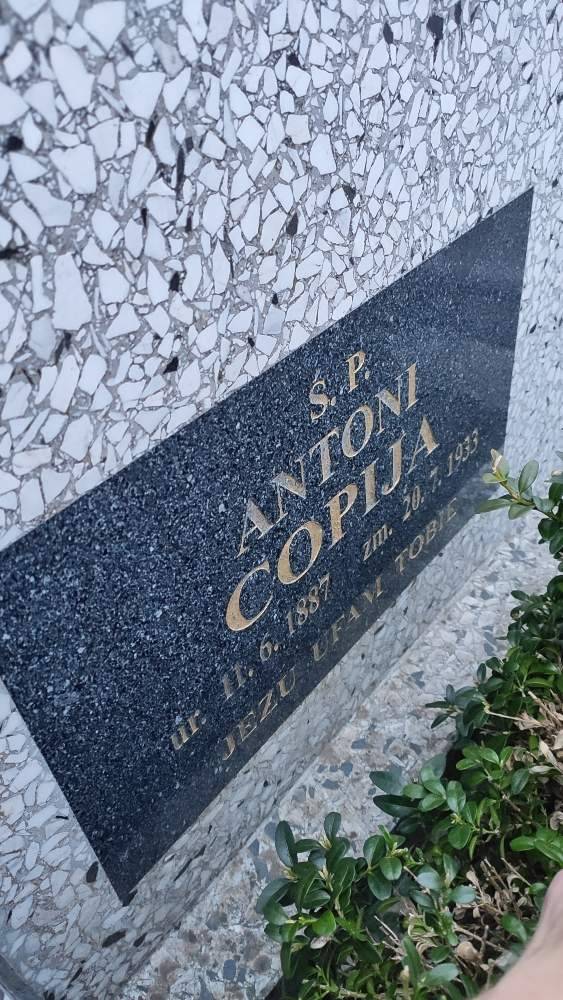 Ś. P.
ANTONI
COPIJA
ur. 11. 6. 1887 zm. 20. 7. 1933
JEZU UFAM TOBIE